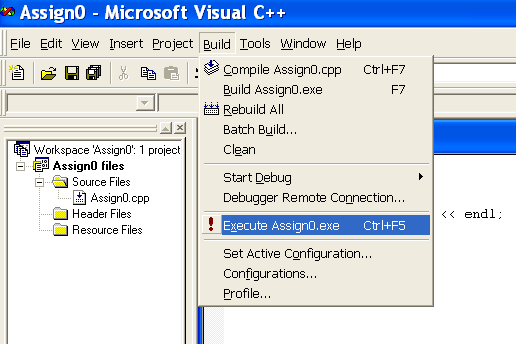 Assign0 - Microsoft Visual C++
File Edit View Insert Project Build Tools Window Help
Compile Assign0.cpp Ctrl+F7
Build Assign0.exe F7
Rebuild All
Batch Build...
Clean
Start Debug
Debugger Remote Connection...
Execute Assign0.exe Ctrl+F5
Set Active Configuration...
Configurations...
Profile...
Workspace 'Assign0': 1 project
Assign0 files
Source Files
Assign0.cpp
Header Files
Resource Files
<< endl;